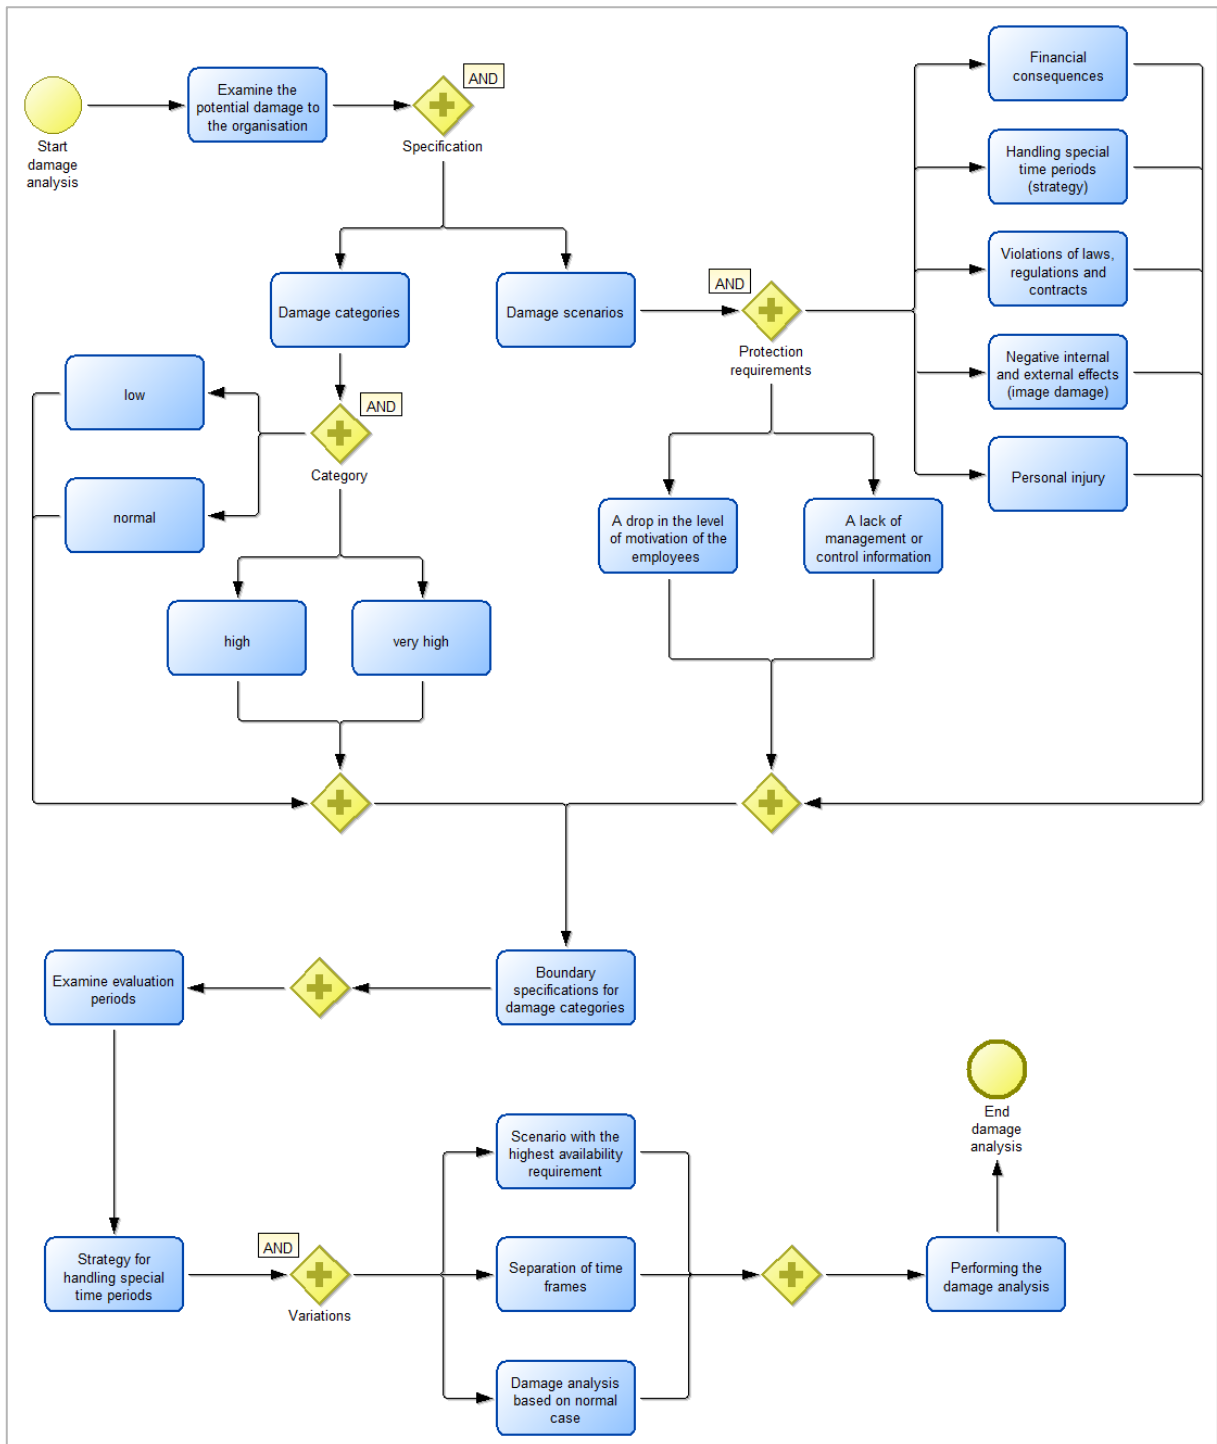 Start
damage
analysis
Examine the
potential damage to
the organisation
AND
Specification
Financial
consequences
Handling special
time periods
(strategy)
Violations of laws,
regulations and
contracts
Negative internal
and external effects
(image damage)
Personal injury
Damage categories
Damage scenarios
AND
Protection
requirements
low
normal
AND
Category
high
very high
A drop in the level
of motivation of the
employees
A lack of
management or
control information
Boundary
specifications for
damage categories
Examine evaluation
periods
Strategy for
handling special
time periods
AND
Variations
Scenario with the
highest availability
requirement
Separation of time
frames
Damage analysis
based on normal
case
Performing the
damage analysis
End
damage
analysis